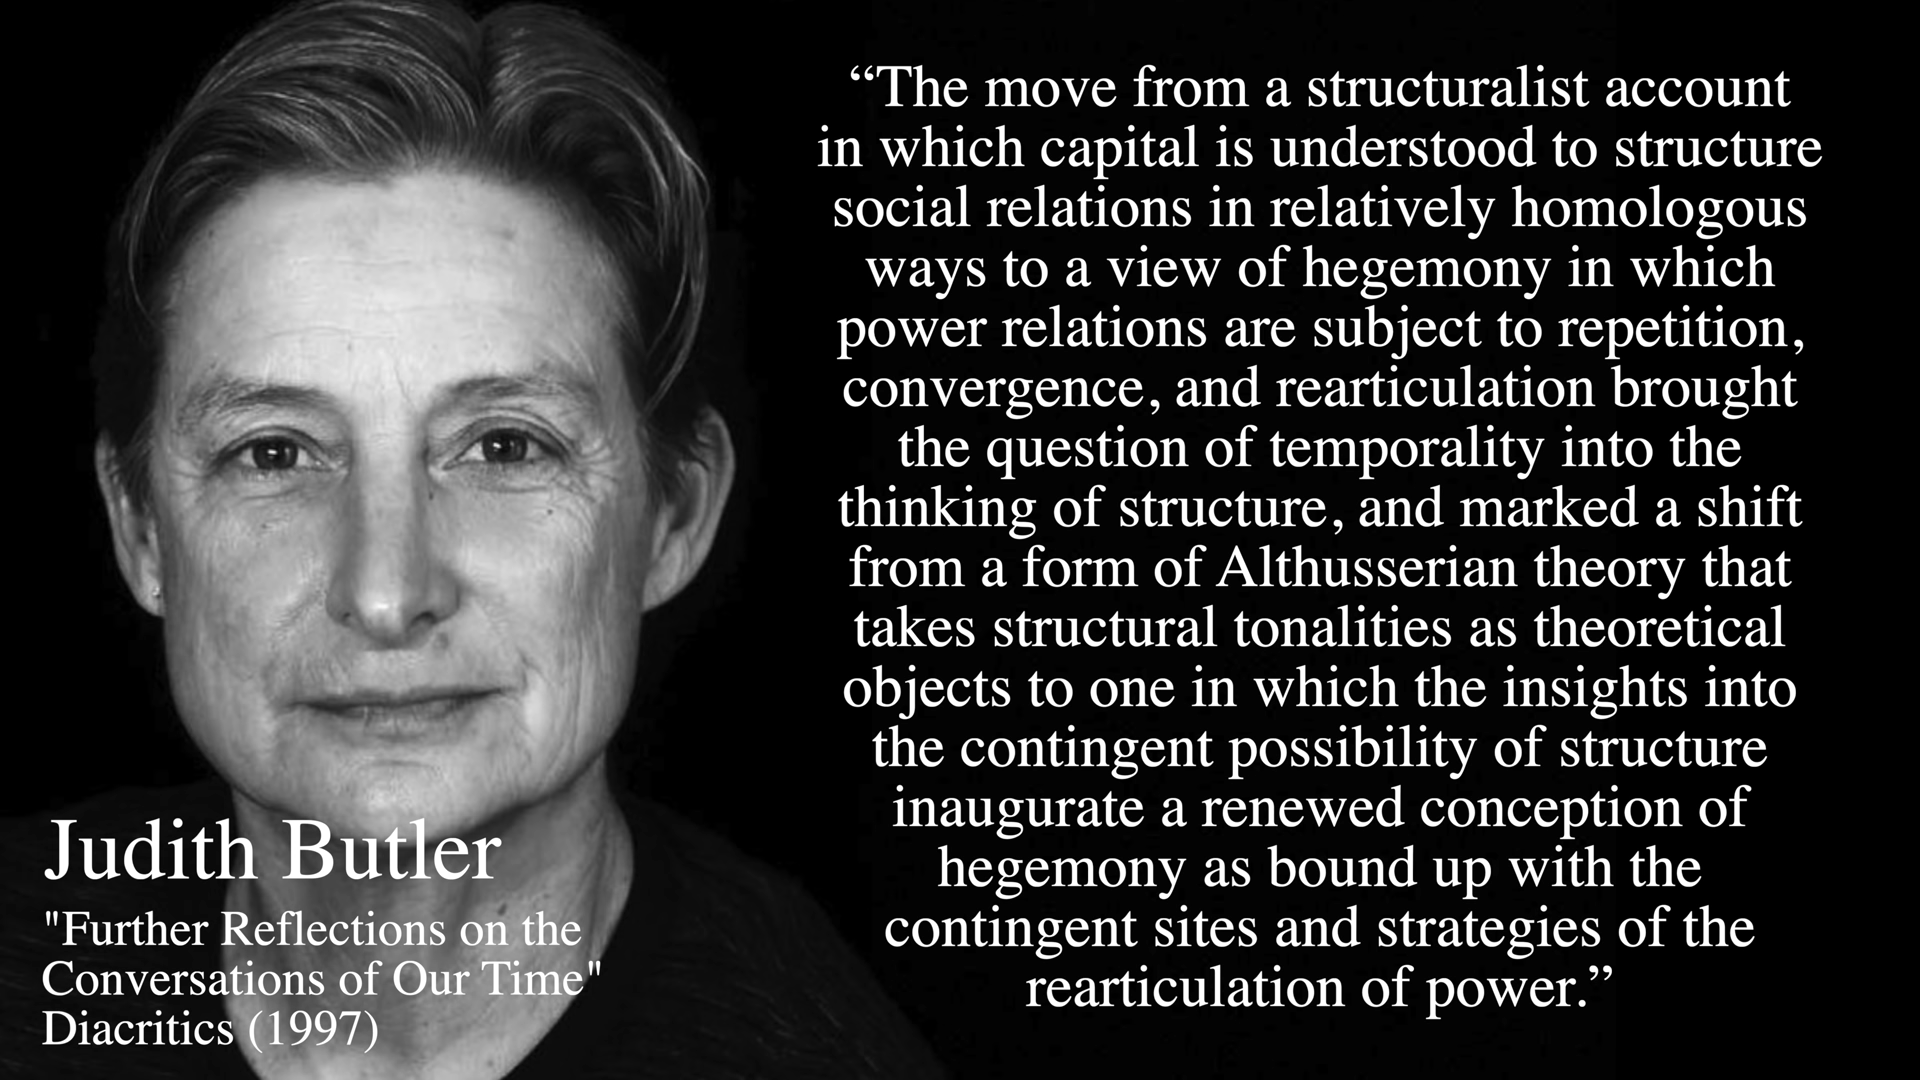 “The move from a structuralist account
in which capital is understood to structure
social relations in relatively homologous
ways to a view of hegemony in which
power relations are subject to repetition,
convergence, and rearticulation brought
the question of temporality into the
thinking of structure, and marked a shift
from a form of Althusserian theory that
takes structural tonalities as theoretical
objects to one in which the insights into
the contingent possibility of structure
inaugurate a renewed conception of
hegemony as bound up with the
contingent sites and strategies of the
rearticulation of power.”
Judith Butler
"Further Reflections on the
Conversations of Our Time"
Diacritics (1997)